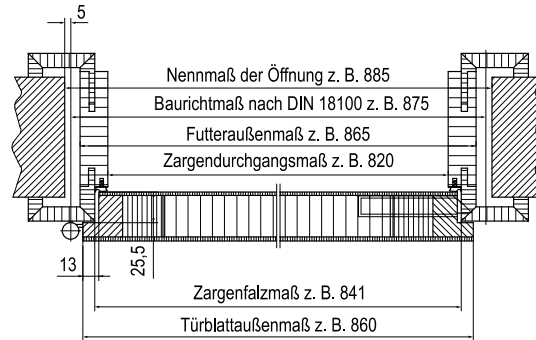 5
Nennmaß der Öffnung z. B. 885
Baurichtmaß nach DIN 18100 z. B. 875
Futteraußenmaß z. B. 865
Zargendurchgangsmaß z. B. 820
13
25,5
Zargenfalzmaß z. B. 841
Türblattaußenmaß z. B. 860